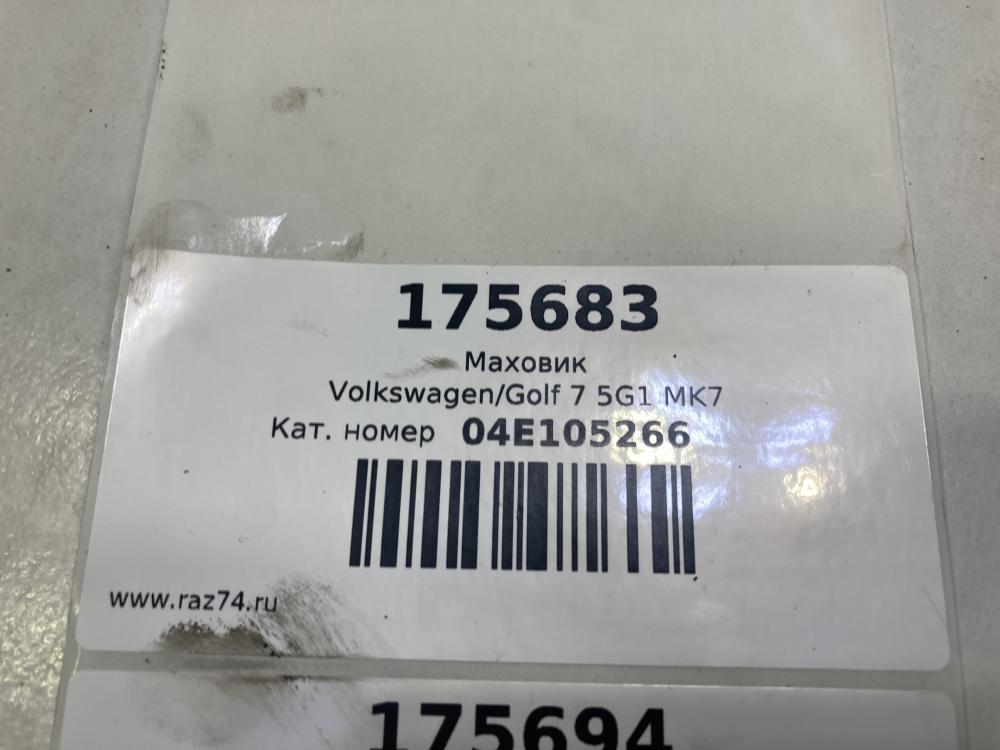 175683
Маховик
Volkswagen/Golf 7 5G1 MK7
Кат. номер 04E105266
www.raz74.ru
175694